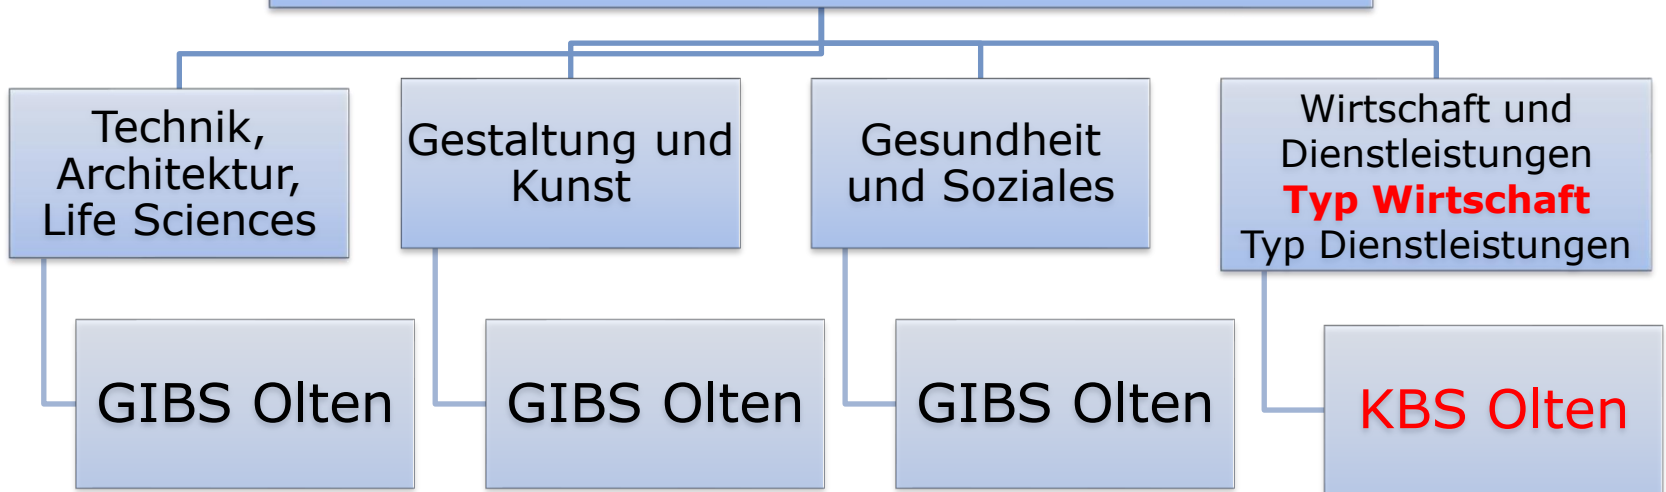 Technik,
Architektur,
Life Sciences
Gestaltung und
Kunst
Gesundheit
und Soziales
Wirtschaft und
Dienstleistungen
Typ Wirtschaft
Typ Dienstleistungen
GIBS Olten
GIBS Olten
GIBS Olten
KBS Olten